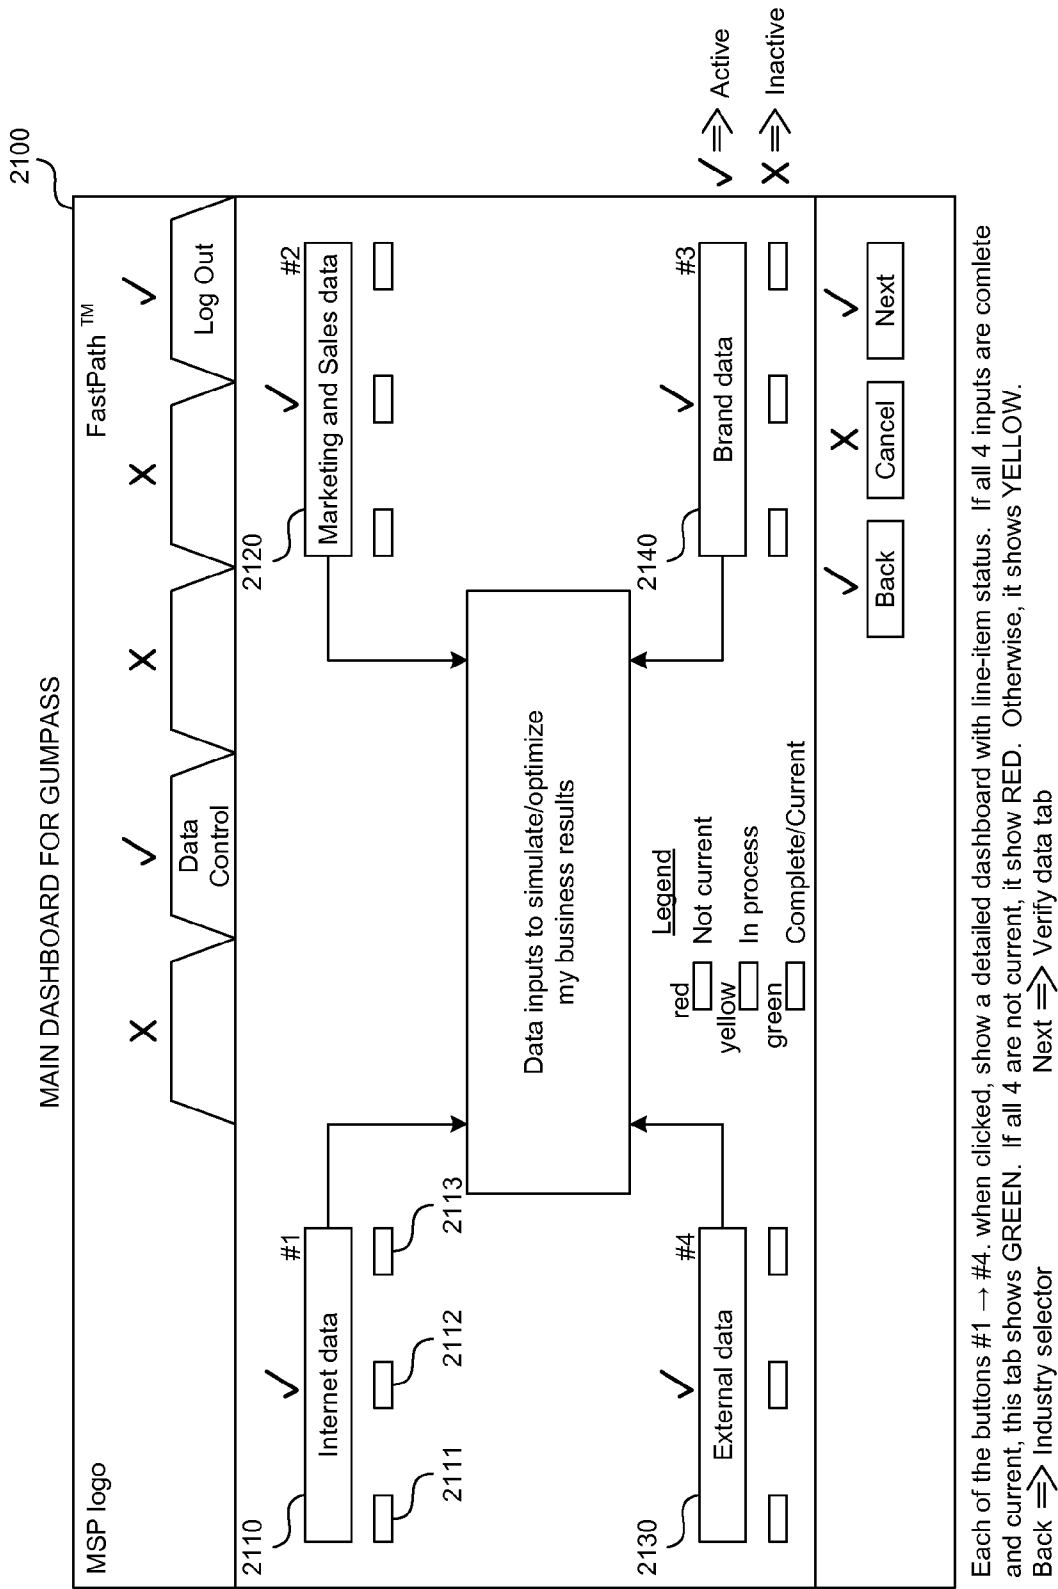 MAIN DASHBOARD FOR GUMPASS
2100
MSP logo
FastPath ™
Data
Control
Log Out
✓
X
✓
X
X
✓
2110
#1
Internet data
2111
2112
2113
2120
#2
Marketing and Sales data
Data inputs to simulate/optimize
my business results
2130
#4
External data
2140
#3
Brand data
Legend
red
Not current
yellow
In process
green
Complete/Current
✓ ⇒ Active
X ⇒ Inactive
Back
Cancel
Next
Each of the buttons #1 → #4. when clicked, show a detailed dashboard with line-item status. If all 4 inputs are comlete
and current, this tab shows GREEN. If all 4 are not current, it show RED. Otherwise, it shows YELLOW.
Back ⇒ Industry selector Next ⇒ Verify data tab